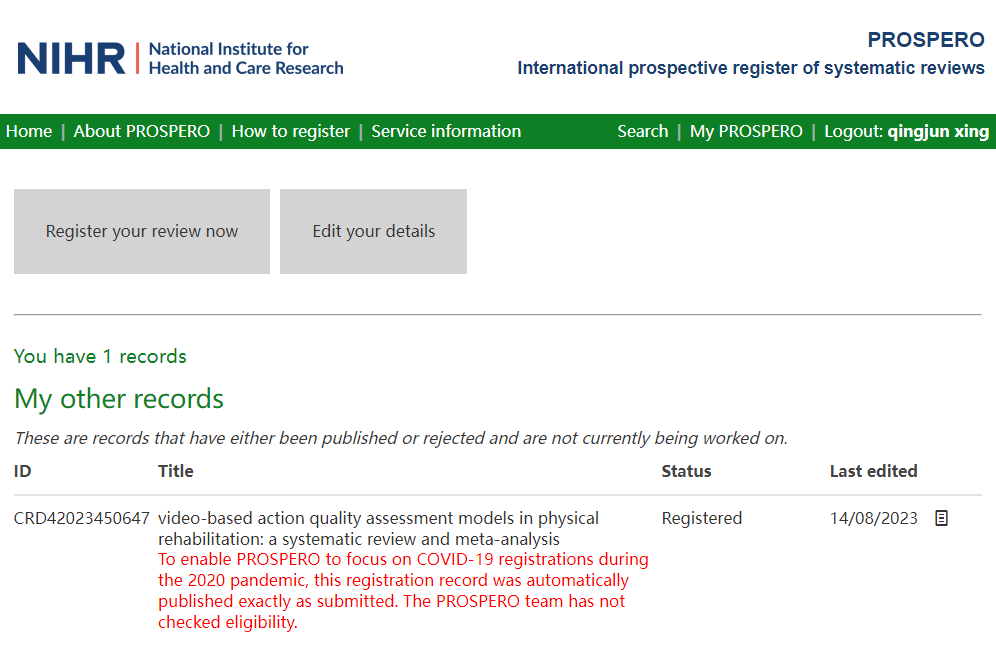 NIHR | National Institute for
Health and Care Research
PROSPERO
International prospective register of systematic reviews
Home | About PROSPERO | How to register | Service information
Search | My PROSPERO | Logout: qingjun xing
Register your review now
Edit your details
You have 1 records
My other records
These are records that have either been published or rejected and are not currently being worked on.
ID Title Status Last edited
CRD42023450647 video-based action quality assessment models in physical Registered 14/08/2023
rehabilitation: a systematic review and meta-analysis
To enable PROSPERO to focus on COVID-19 registrations during
the 2020 pandemic, this registration record was automatically
published exactly as submitted. The PROSPERO team has not
checked eligibility.